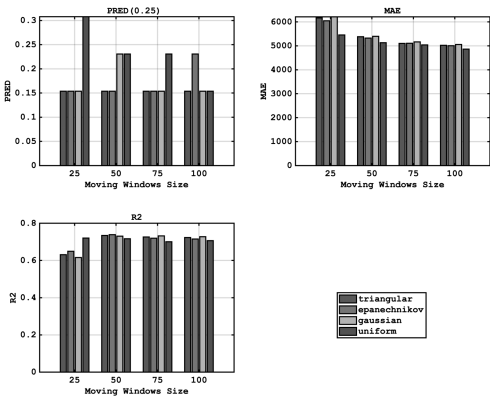 PRED(0.25)
0.3
0.25
0.2
0.15
0.1
0.05
0
PRED
25 50 75 100
Moving Windows Size
MAE
6000
5000
4000
3000
2000
1000
0
MAE
25 50 75 100
Moving Windows Size
R2
0.8
0.6
0.4
0.2
0
R2
25 50 75 100
Moving Windows Size
triangular
epanechnikov
gaussian
uniform